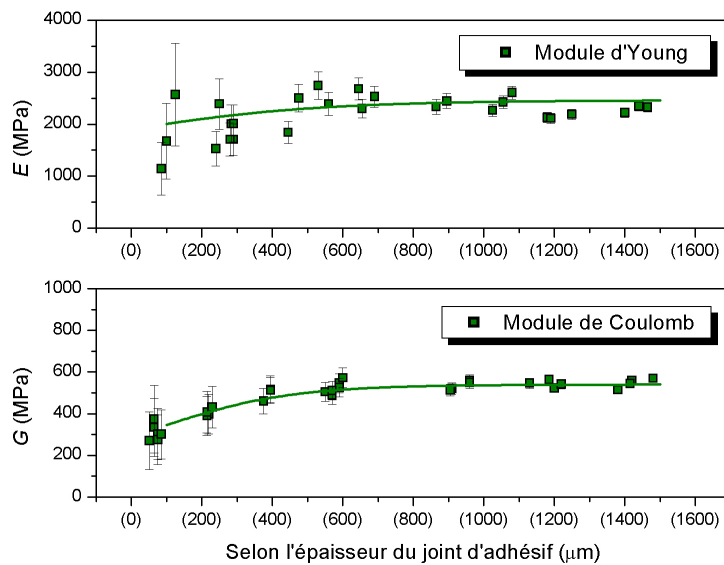 4000
3000
2000
1000
0
E (MPa)
Module d'Young
(0) (200) (400) (600) (800) (1000) (1200) (1400) (1600)
1000
800
600
400
200
0
G (MPa)
Module de Coulomb
(0) (200) (400) (600) (800) (1000) (1200) (1400) (1600)
Selon l'épaisseur du joint d'adhésif (μm)